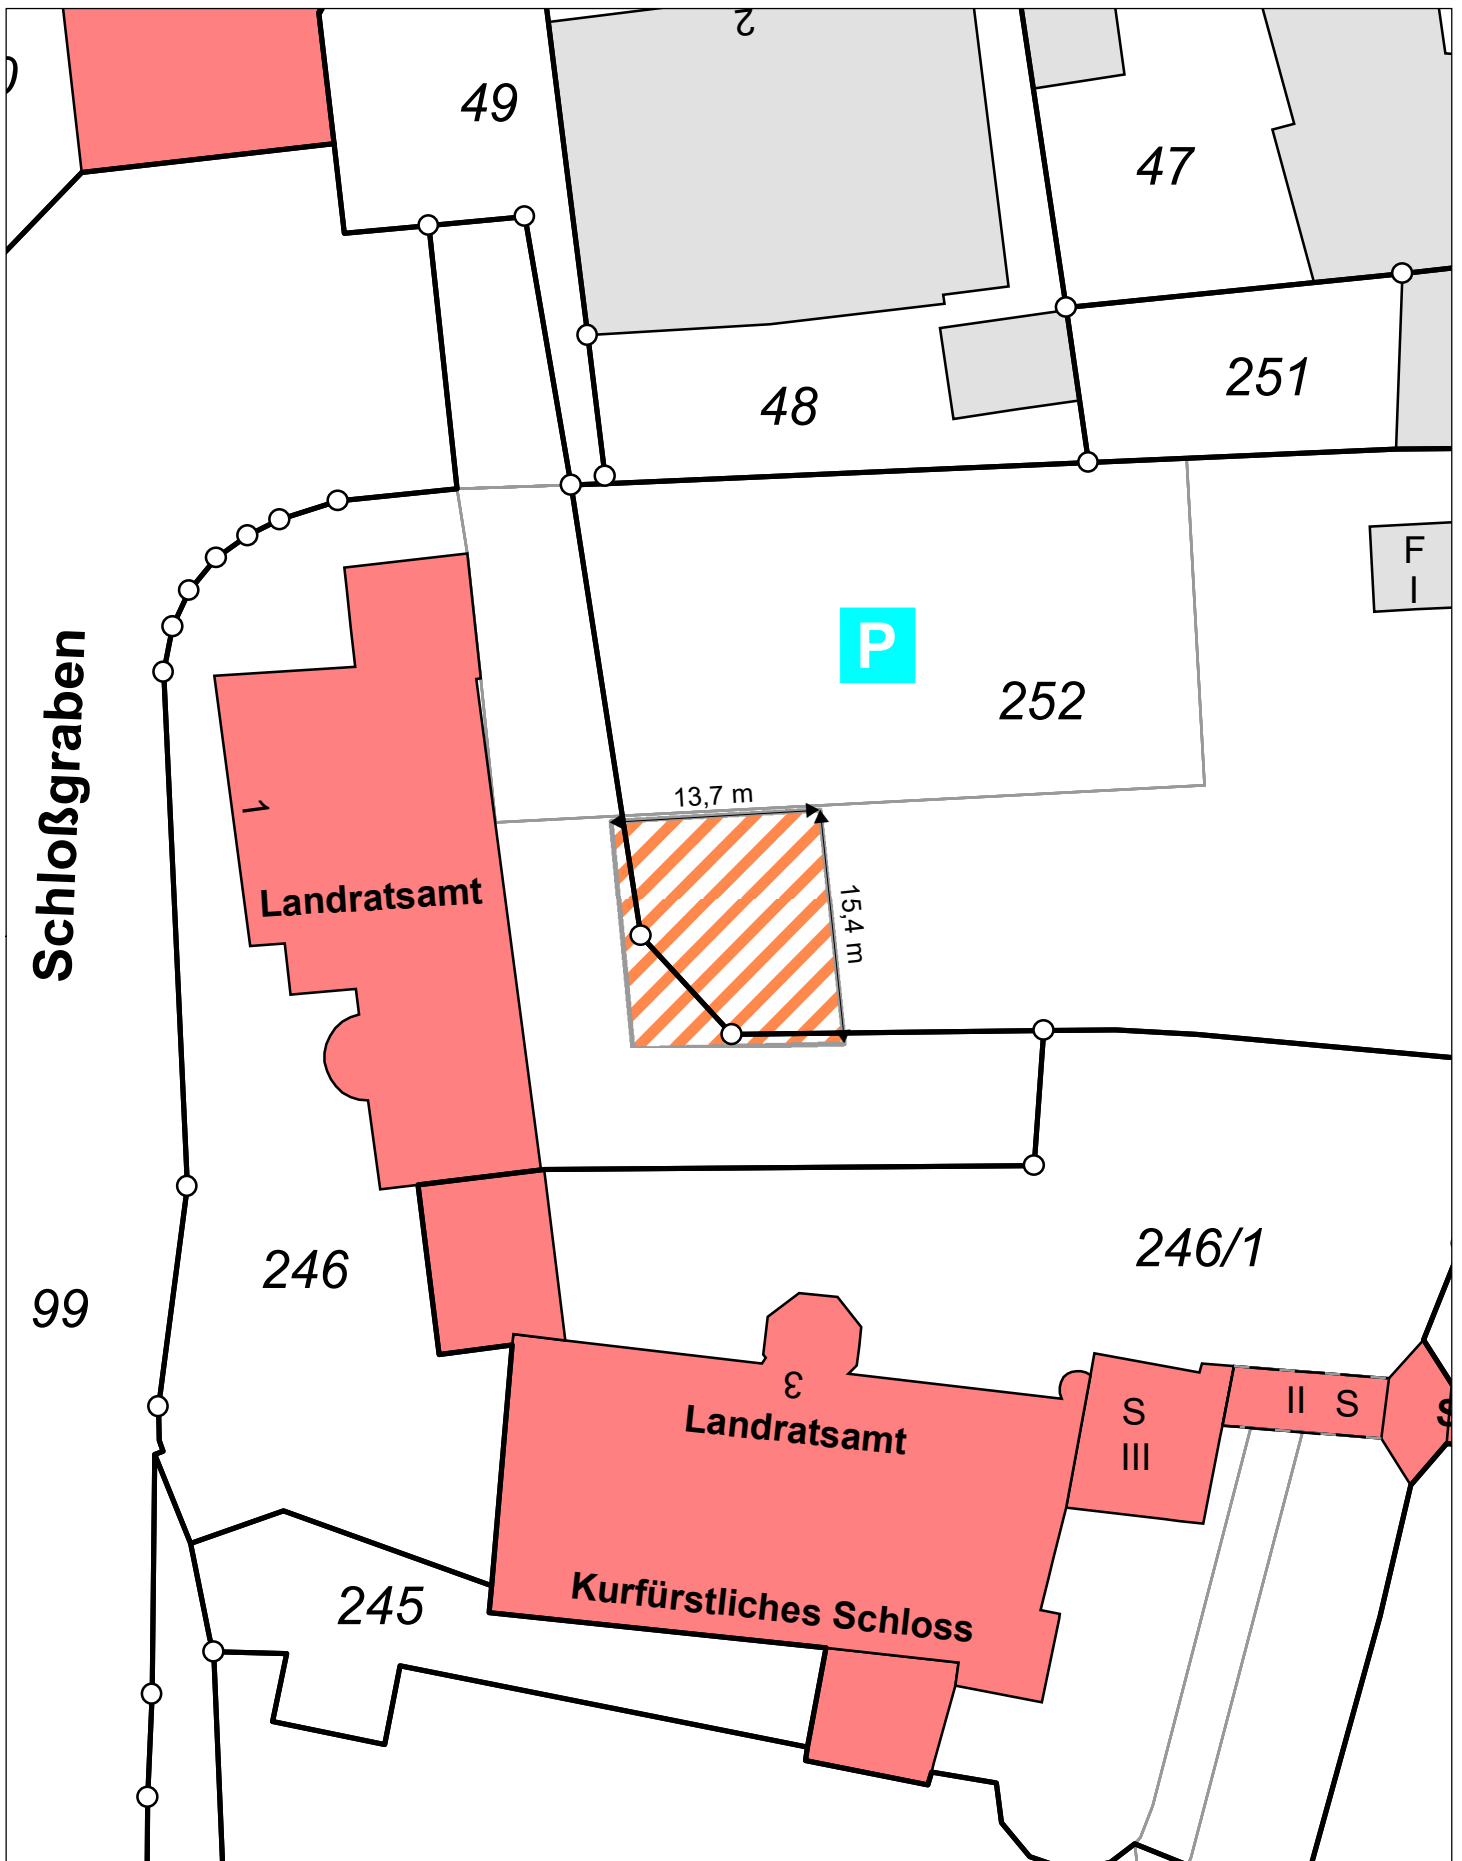 2
49
47
251
48
F
I
P
252
Schloßgraben
13,7 m
1
15,4 m
Landratsamt
246/1
246
99
3
Landratsamt
S
III
II S
S
Kurfürstliches Schloss
245